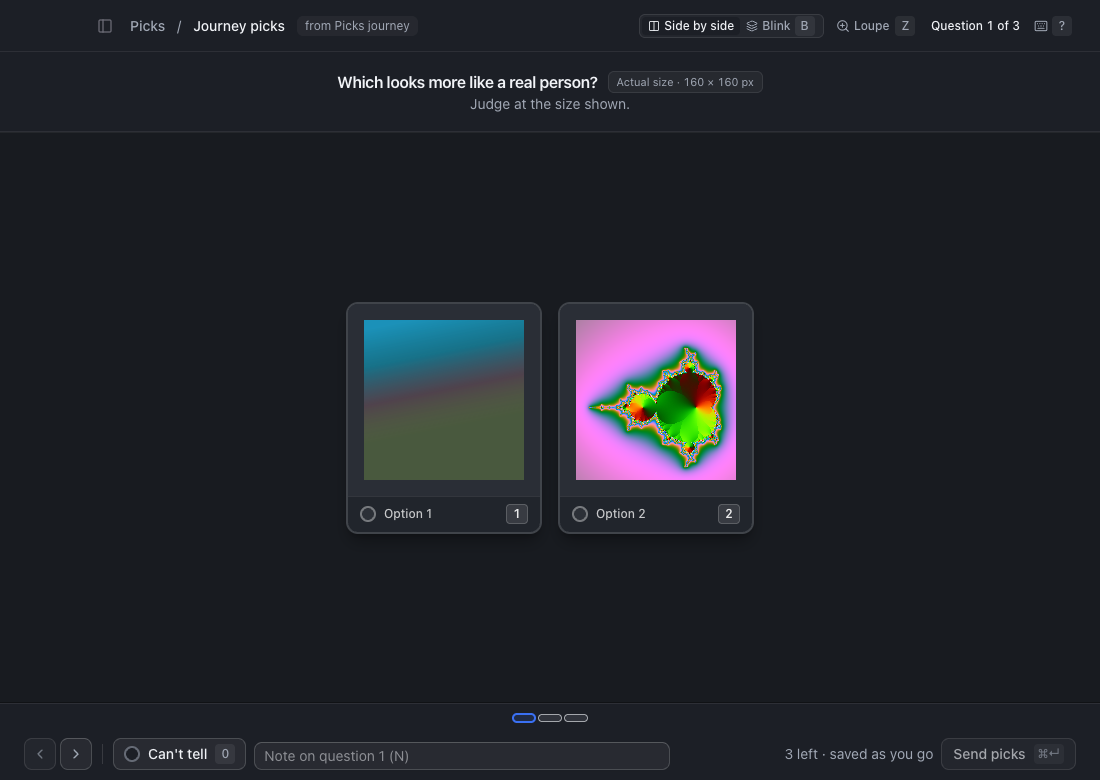 Picks / Journey picks from Picks journey Side by side Blink B Loupe Z Question 1 of 3 ?
Which looks more like a real person? Actual size · 160 × 160 px
Judge at the size shown.
Option 1 1 Option 2 2
Can't tell 0 Note on question 1 (N) 3 left · saved as you go Send picks ⌘↵